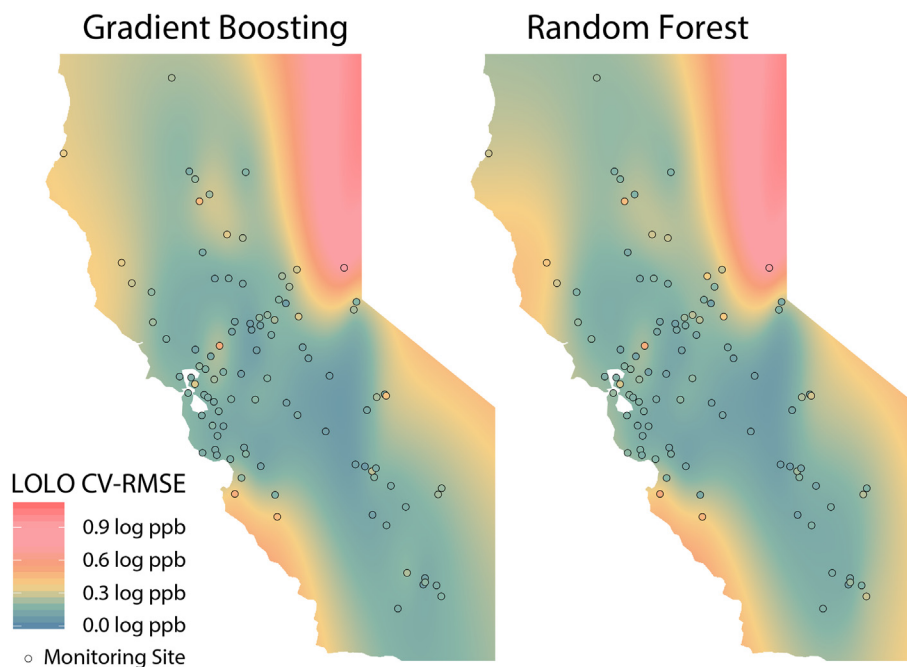 Gradient Boosting
Random Forest
LOLO CV-RMSE
0.9 log ppb
0.6 log ppb
0.3 log ppb
0.0 log ppb
Monitoring Site